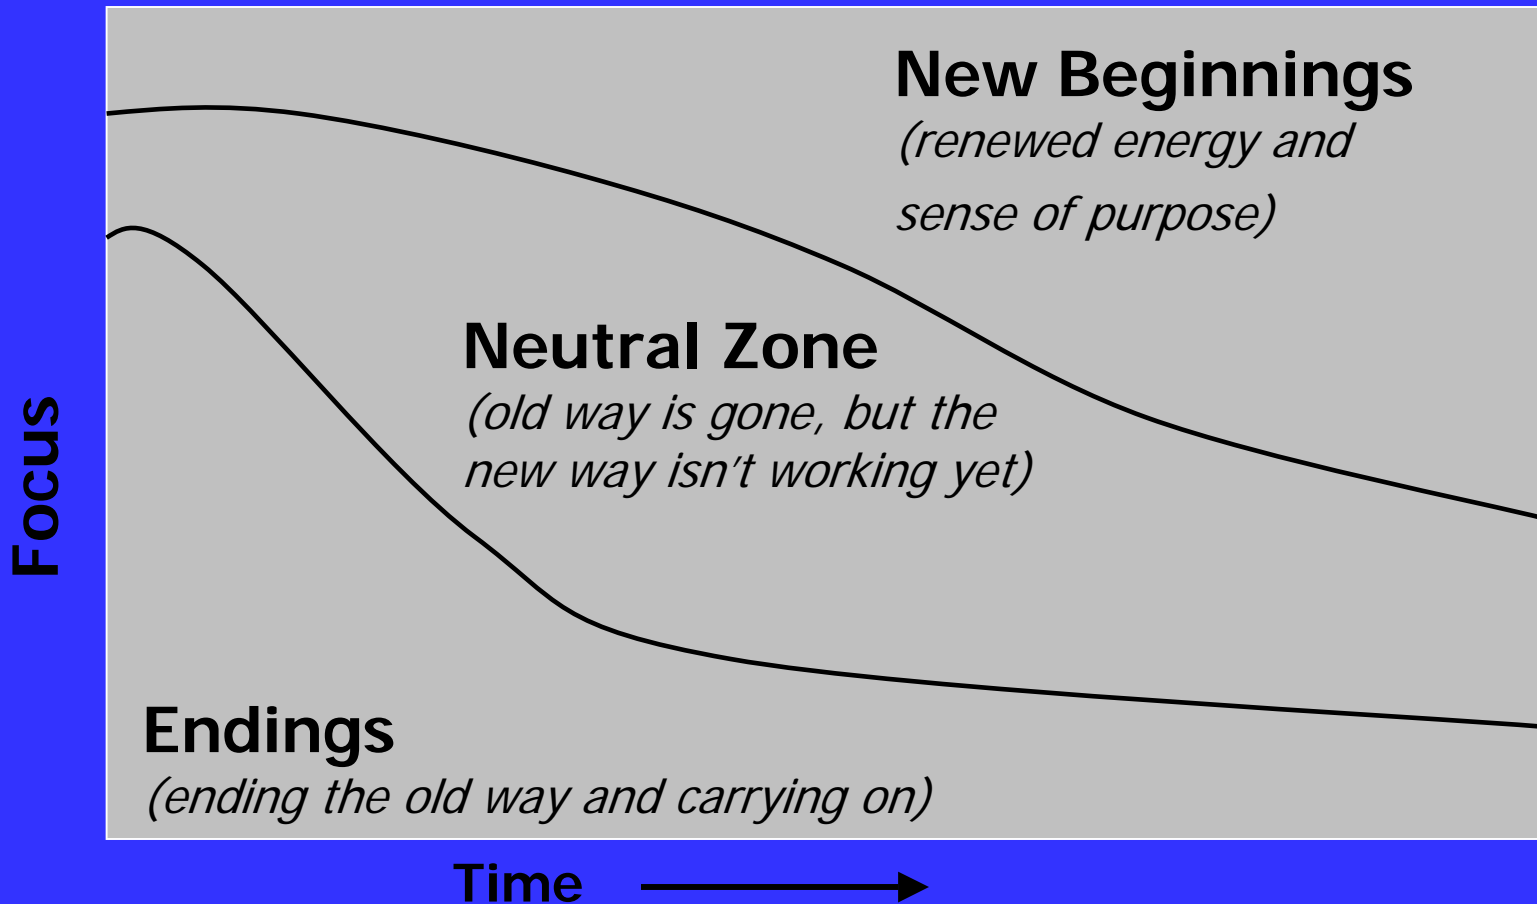 New Beginnings
(renewed energy and
sense of purpose)
Neutral Zone
(old way is gone, but the
new way isn't working yet)
Focus
Endings
(ending the old way and carrying on)
Time